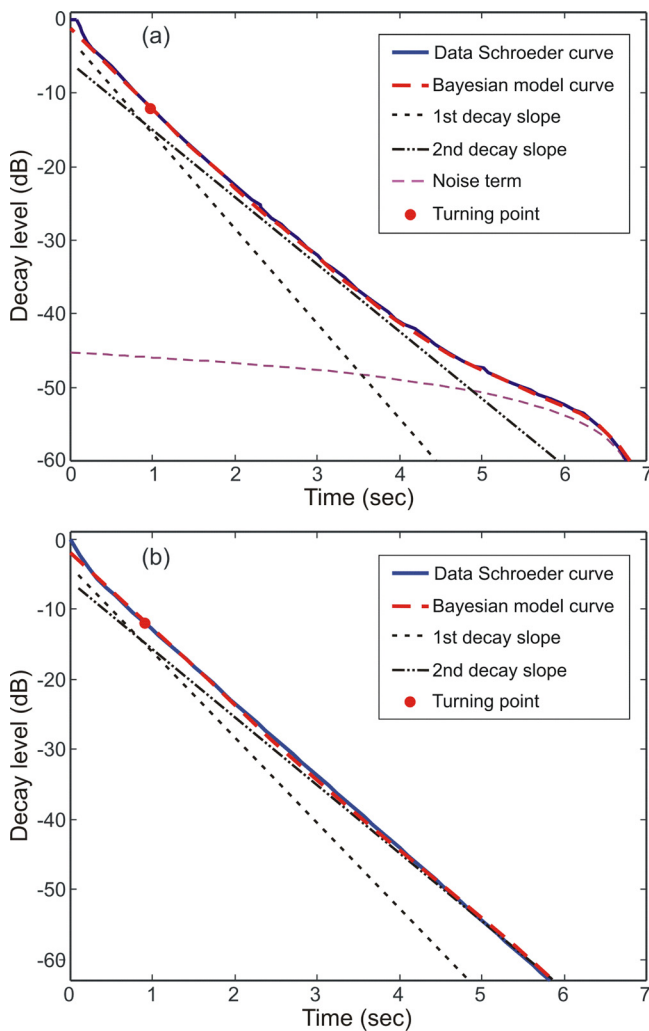 (a)
Data Schroeder curve
Bayesian model curve
1st decay slope
2nd decay slope
Noise term
Turning point
Decay level (dB)
0
-10
-20
-30
-40
-50
-60
0 1 2 3 4 5 6 7
Time (sec)
(b)
Data Schroeder curve
Bayesian model curve
1st decay slope
2nd decay slope
Turning point
Decay level (dB)
0
-10
-20
-30
-40
-50
-60
0 1 2 3 4 5 6 7
Time (sec)